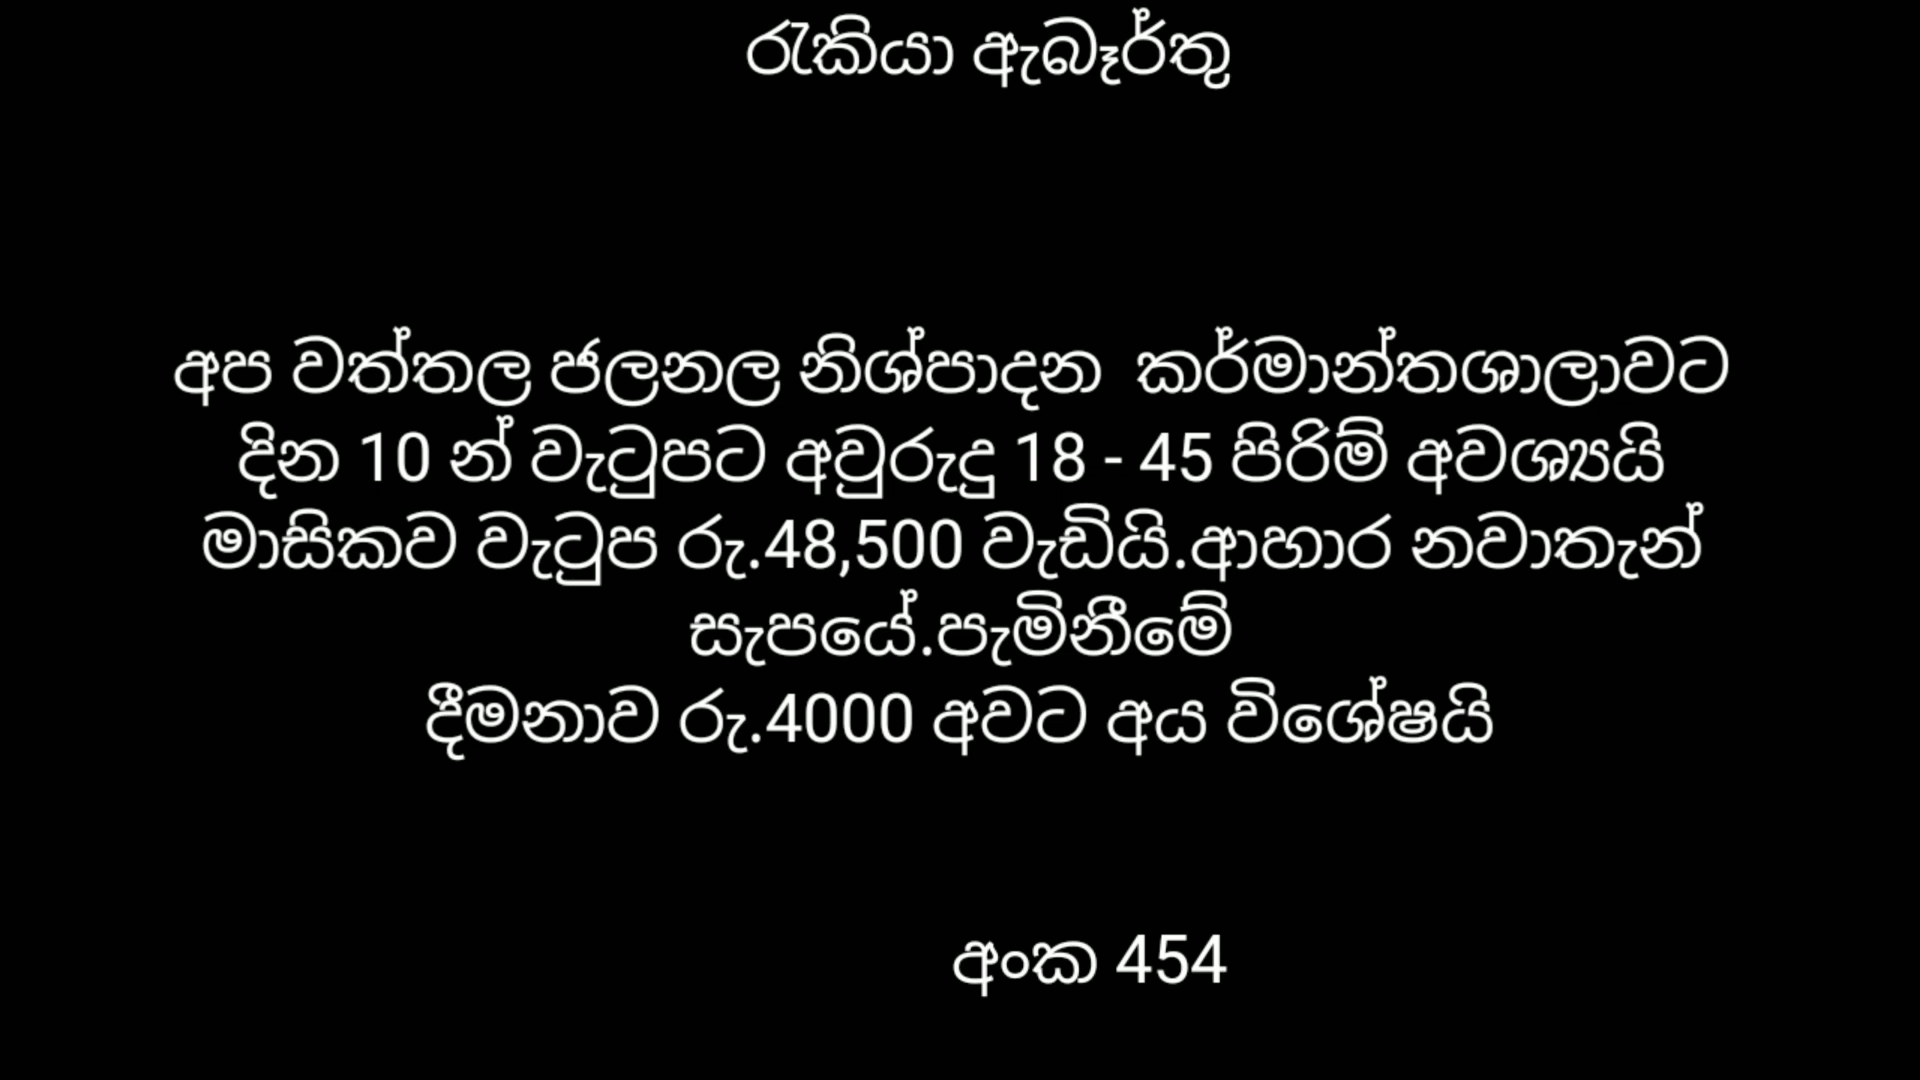 රැකියා ඇබෑර්තු
අප වත්තල ජලනල නිශ්පාදන කර්මාන්තශාලාවට
දින 10 න් වැටුපට අවුරුදු 18 - 45 පිරිම් අවශ්‍යයි
මාසිකව වැටුප රු.48,500 වැඩියි.ආහාර නවාතැන්
සැපයේ.පැමිනීමේ
දීමනාව රු.4000 අවට අය විශේෂයි
අංක 454